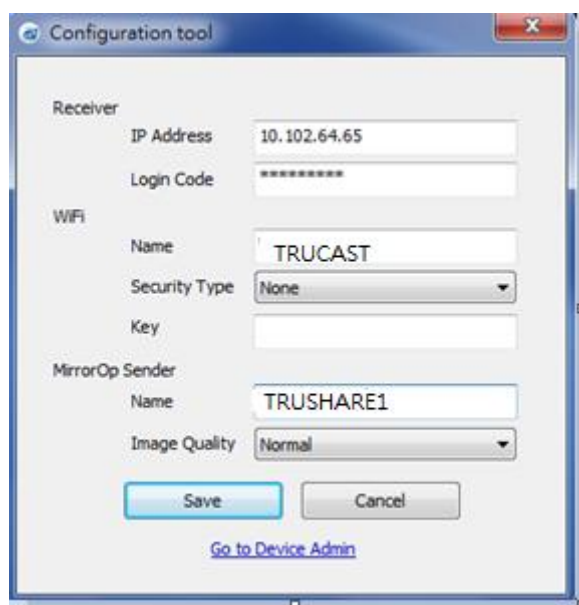 Configuration tool
Receiver
IP Address 10.102.64.65
Login Code *********
WiFi
Name TRUCAST
Security Type None
Key
MirrorOp Sender
Name TRUSHARE1
Image Quality Normal
Save Cancel
Go to Device Admin